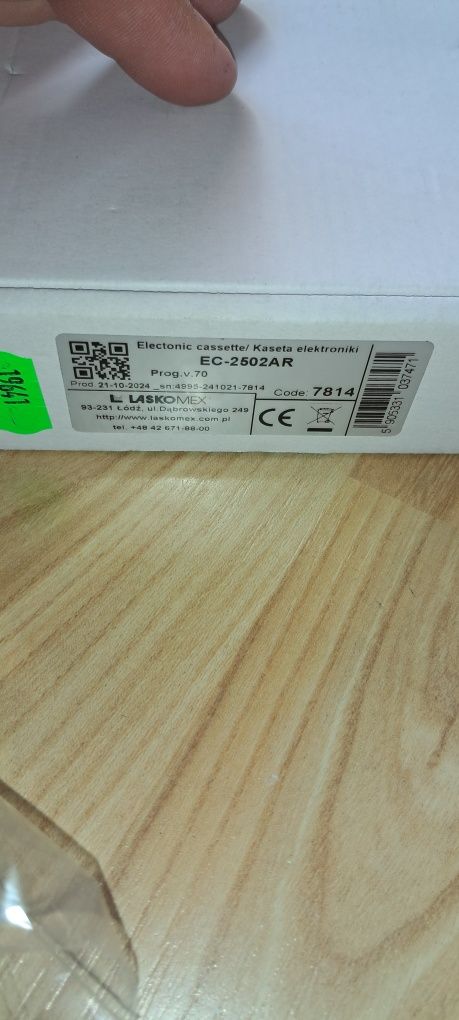 Electonic cassette/ Kaseta elektroniki
EC-2502AR
Prog.v.70
Prod. 21-10-2024 _sn:4995-241021-7814
LASKOMEX
Code: 7814
93-231 Łódź, ul.Dąbrowskiego 249
http://www.laskomex.com.pl
tel. +48 42 671-88-00
CE
5 905331 037471
19641